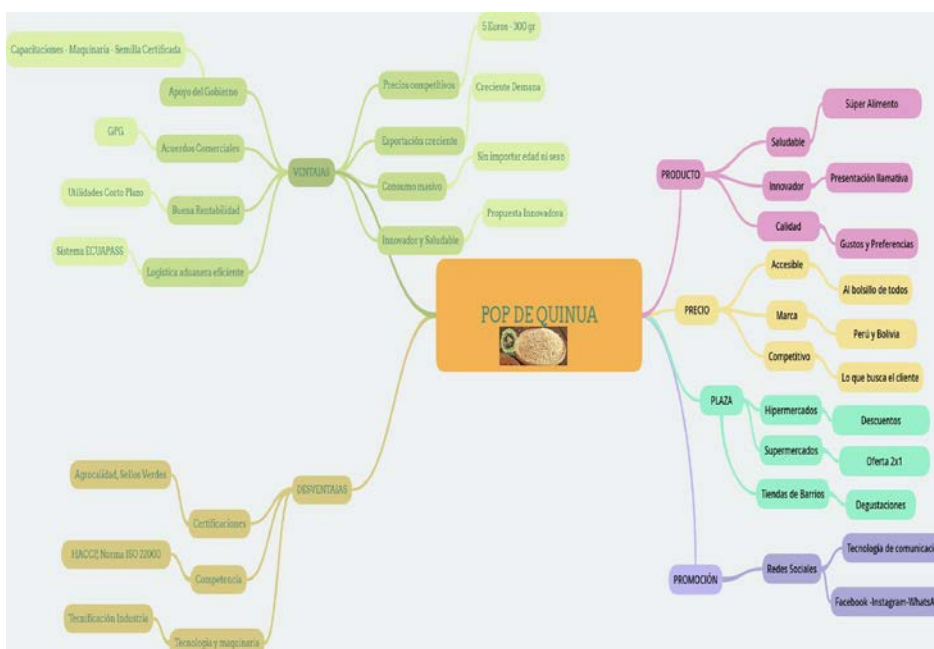 POP DE QUINUA
VENTAJAS
Apoyo del Gobierno
Capacitaciones - Maquinaria - Semilla Certificada
Acuerdos Comerciales
Buena Rentabilidad
Utilidades Corto Plazo
Logística aduanera eficiente
Sistema ECUAPASS
Precios competitivos
5 Euros - 300 gr
Exportación creciente
Creciente Demana
Consumo masivo
Sin importar edad ni sexo
Innovador y Saludable
Propuesta Innovadora
DESVENTAJAS
Certificaciones
Agrocalidad, Sellos Verdes
Competencia
HACCP, Norma ISO 22000
Tecnología y maquinaria
Tecnificación Industria
PRODUCTO
Saludable
Súper Alimento
Innovador
Presentación llamativa
Calidad
Gustos y Preferencias
PRECIO
Accesible
Al bolsillo de todos
Marca
Perú y Bolivia
Competitivo
Lo que busca el cliente
PLAZA
Hipermercados
Descuentos
Supermercados
Oferta 2x1
Tiendas de Barrios
Degustaciones
PROMOCIÓN
Redes Sociales
Tecnología de comunicaci
Facebook -Instagram-WhatsA